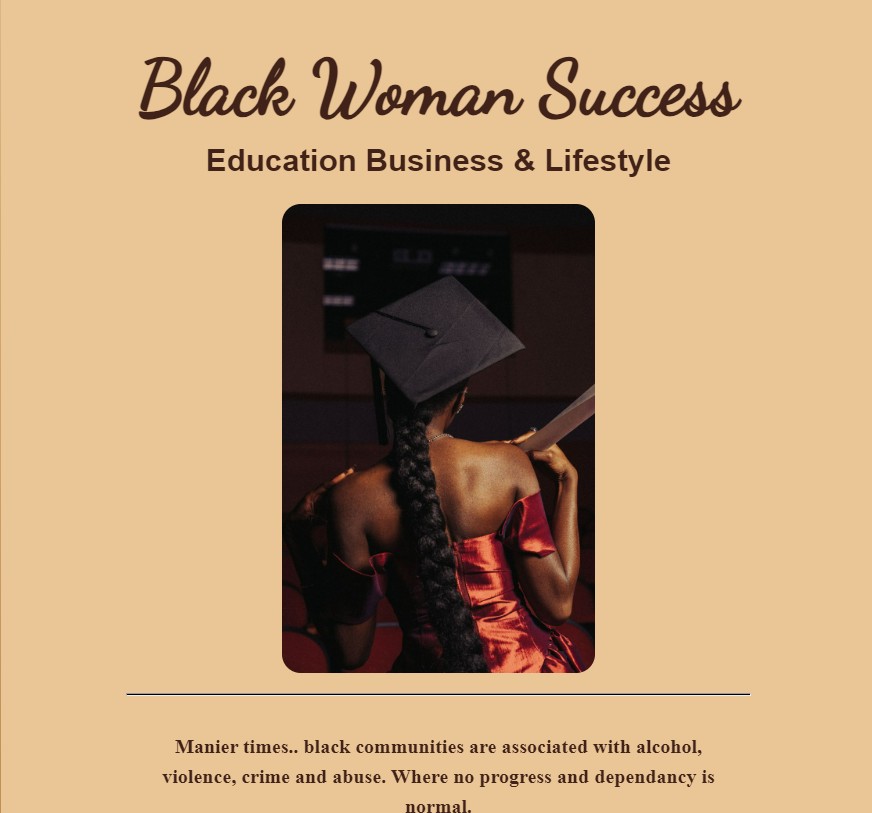 Black Woman Success
Education Business & Lifestyle
Manier times.. black communities are associated with alcohol,
violence, crime and abuse. Where no progress and dependancy is
normal.